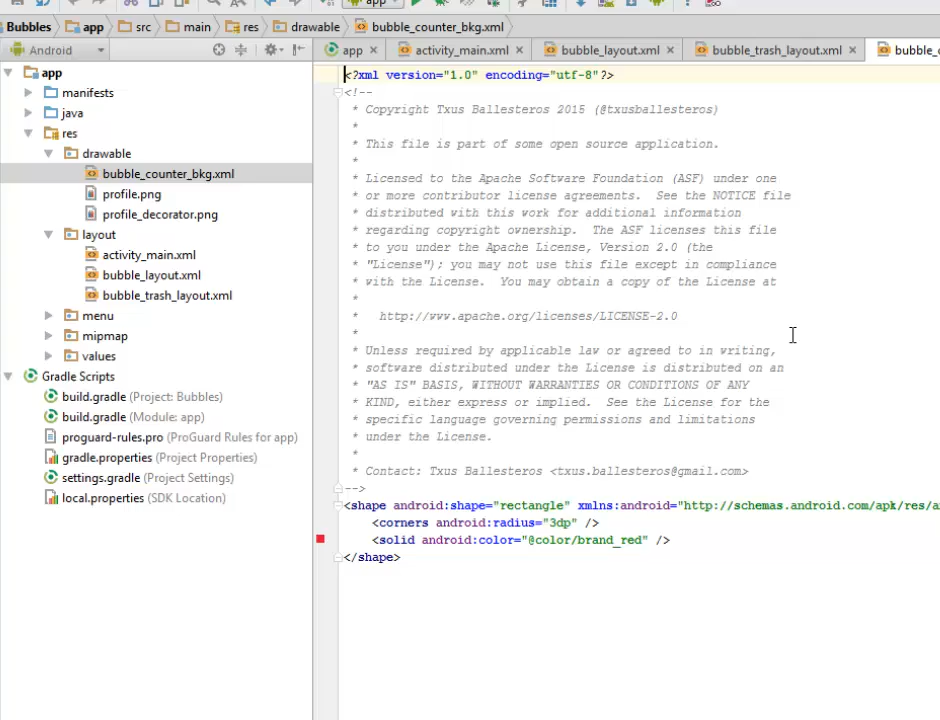 app
Bubbles app src main res drawable bubble_counter_bkg.xml
Android
app activity_main.xml bubble_layout.xml bubble_trash_layout.xml
app
manifests
java
res
drawable
bubble_counter_bkg.xml
profile.png
profile_decorator.png
layout
activity_main.xml
bubble_layout.xml
bubble_trash_layout.xml
menu
mipmap
values
Gradle Scripts
build.gradle (Project: Bubbles)
build.gradle (Module: app)
proguard-rules.pro (ProGuard Rules for app)
gradle.properties (Project Properties)
settings.gradle (Project Settings)
local.properties (SDK Location)
<?xml version="1.0" encoding="utf-8"?>
<!--
* Copyright Txus Ballesteros 2015 (@txusballesteros)
*
* This file is part of some open source application.
*
* Licensed to the Apache Software Foundation (ASF) under one
* or more contributor license agreements.  See the NOTICE file
* distributed with this work for additional information
* regarding copyright ownership.  The ASF licenses this file
* to you under the Apache License, Version 2.0 (the
* "License"); you may not use this file except in compliance
* with the License.  You may obtain a copy of the License at
*
*   http://www.apache.org/licenses/LICENSE-2.0
*
* Unless required by applicable law or agreed to in writing,
* software distributed under the License is distributed on an
* "AS IS" BASIS, WITHOUT WARRANTIES OR CONDITIONS OF ANY
* KIND, either express or implied.  See the License for the
* specific language governing permissions and limitations
* under the License.
*
* Contact: Txus Ballesteros <txus.ballesteros@gmail.com>
-->
<shape android:shape="rectangle" xmlns:android="http://schemas.android.com/apk/res/
<corners android:radius="3dp" />
<solid android:color="@color/brand_red" />
</shape>